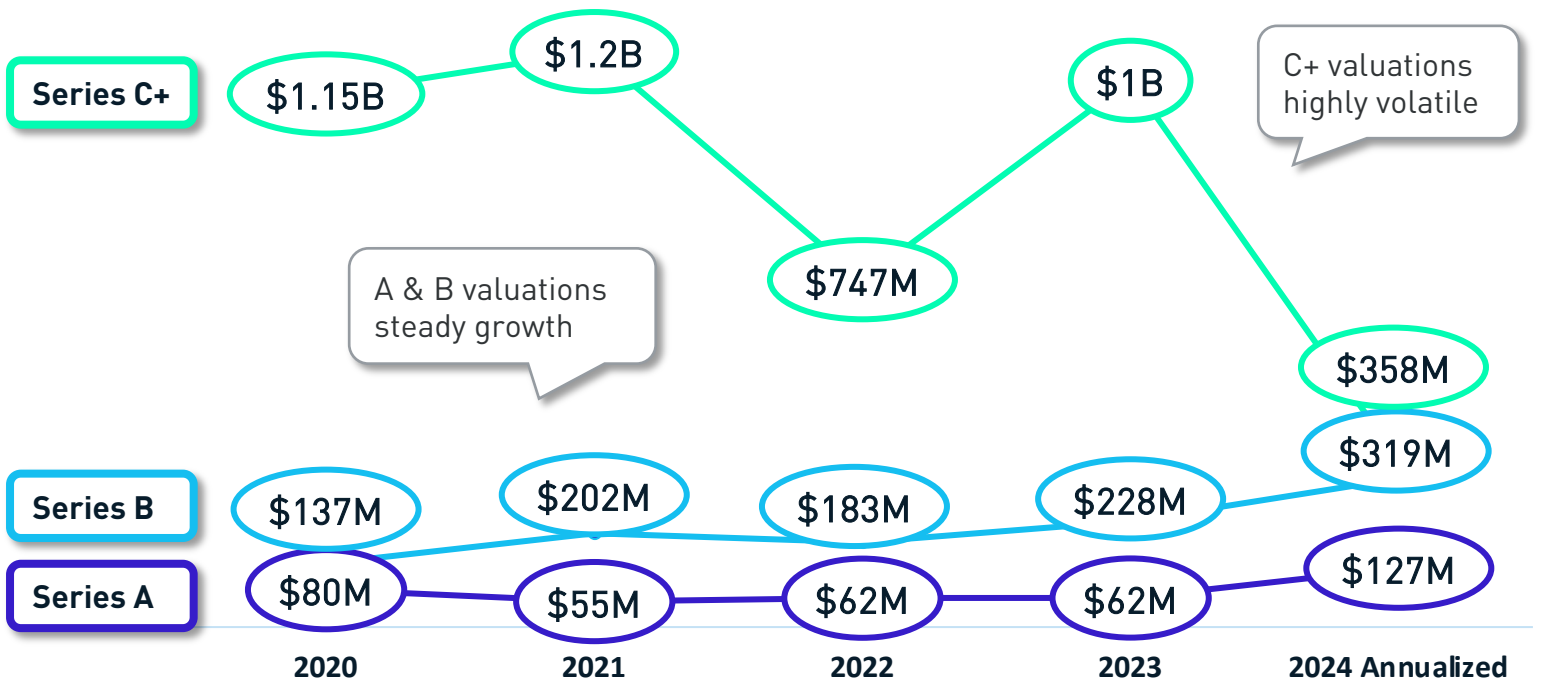 Series C+
$1.15B
$1.2B
$747M
$1B
$358M
C+ valuations
highly volatile
A & B valuations
steady growth
Series B
$137M
$202M
$183M
$228M
$319M
Series A
$80M
$55M
$62M
$62M
$127M
2020
2021
2022
2023
2024 Annualized